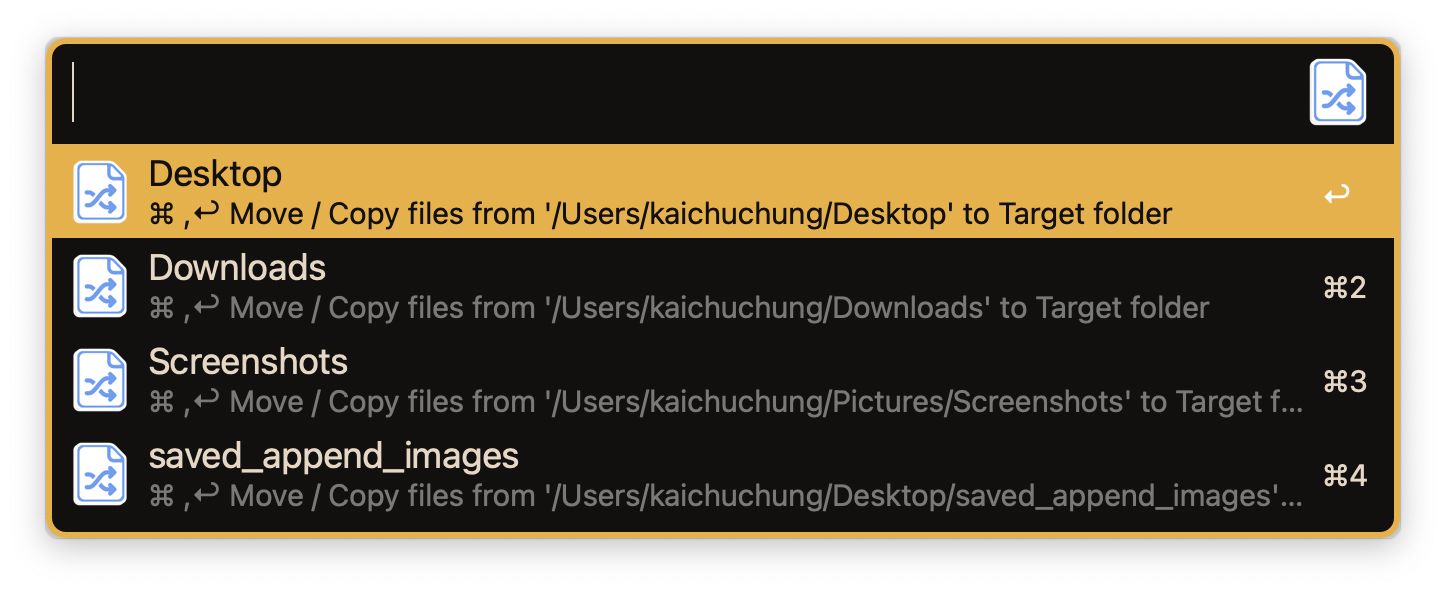 Desktop
⌘ ,↩ Move / Copy files from '/Users/kaichuchung/Desktop' to Target folder
↩
Downloads
⌘ ,↩ Move / Copy files from '/Users/kaichuchung/Downloads' to Target folder
⌘2
Screenshots
⌘ ,↩ Move / Copy files from '/Users/kaichuchung/Pictures/Screenshots' to Target f...
⌘3
saved_append_images
⌘ ,↩ Move / Copy files from '/Users/kaichuchung/Desktop/saved_append_images'...
⌘4